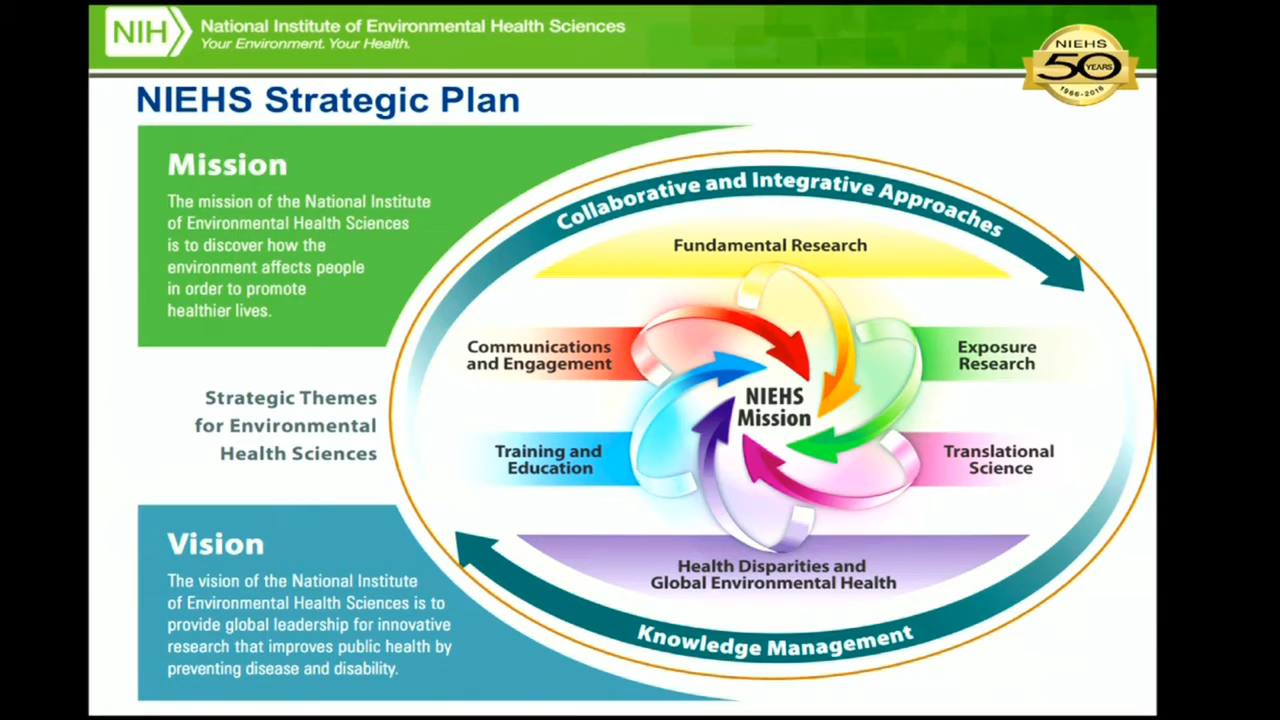 NIH
National Institute of Environmental Health Sciences
Your Environment. Your Health.
NIEHS
50
YEARS
1966-2016
NIEHS Strategic Plan
Mission
The mission of the National Institute
of Environmental Health Sciences
is to discover how the
environment affects people
in order to promote
healthier lives.
Strategic Themes
for Environmental
Health Sciences
Vision
The vision of the National Institute
of Environmental Health Sciences is to
provide global leadership for innovative
research that improves public health by
preventing disease and disability.
Collaborative and Integrative Approaches
Fundamental Research
Communications
and Engagement
Exposure
Research
NIEHS
Mission
Training and
Education
Translational
Science
Health Disparities and
Global Environmental Health
Knowledge Management